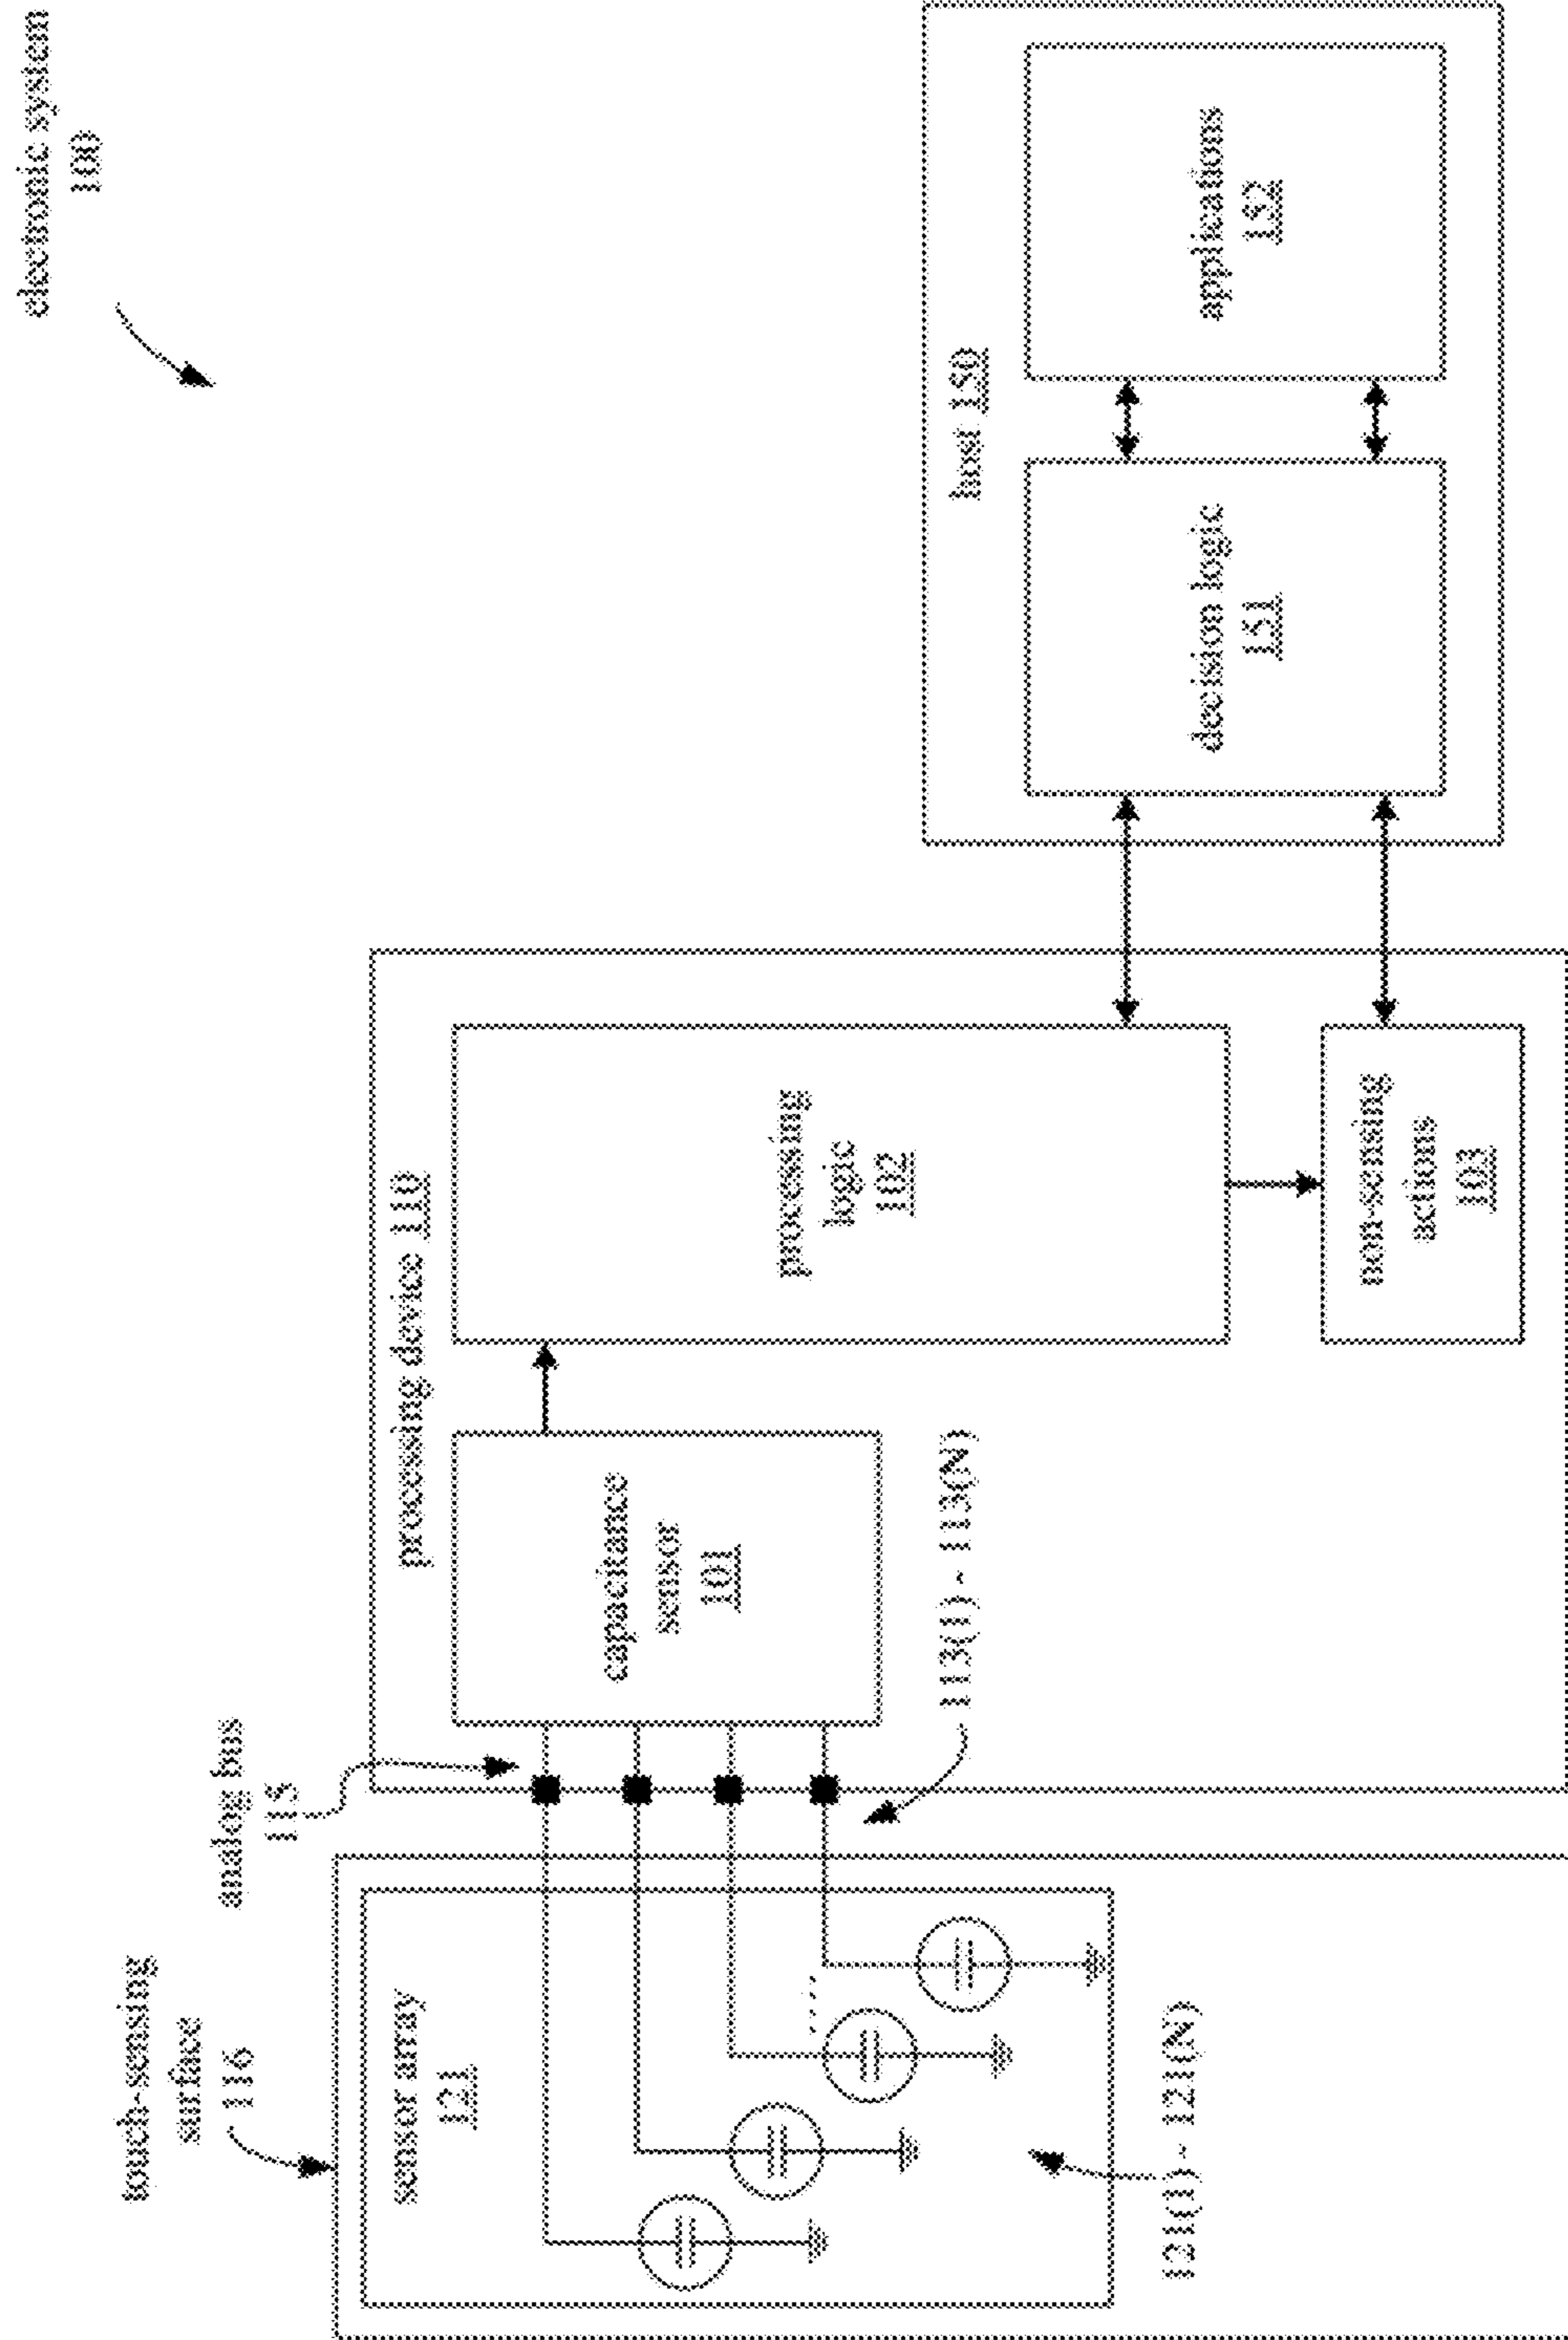 electronic system
100
touch-sensing
surface
116
analog bus
115
sensor array
121
121(1) - 121(N)
113(1) - 113(N)
processing device 110
capacitance
sensor
101
processing
logic
102
non-sensing
actions
103
host 150
decision logic
151
applications
152